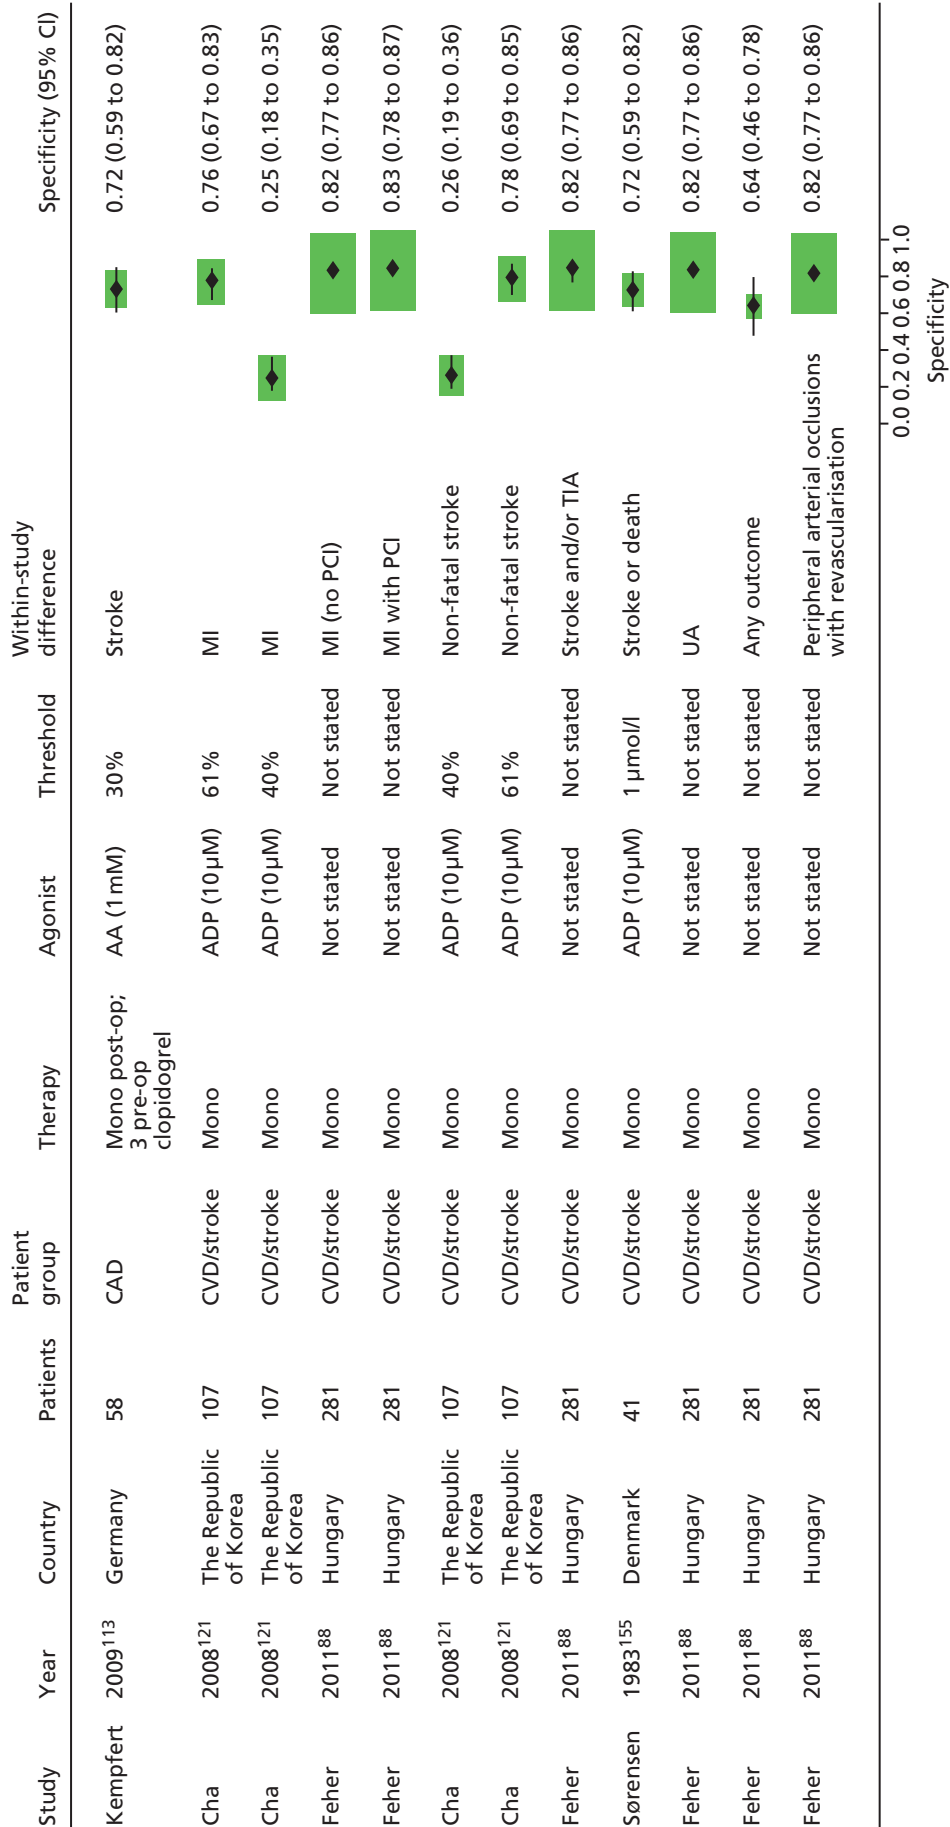 Study Year Country Patients Patient group Therapy Agonist Threshold Within-study difference Specificity (95% CI)
Kempfert 2009113 Germany 58 CAD Mono post-op; 3 pre-op clopidogrel AA (1 mM) 30% Stroke 0.72 (0.59 to 0.82)
Cha 2008121 The Republic of Korea 107 CVD/stroke Mono ADP (10 µM) 61% MI 0.76 (0.67 to 0.83)
Cha 2008121 The Republic of Korea 107 CVD/stroke Mono ADP (10 µM) 40% MI 0.25 (0.18 to 0.35)
Feher 201188 Hungary 281 CVD/stroke Mono Not stated Not stated MI (no PCI) 0.82 (0.77 to 0.86)
Feher 201188 Hungary 281 CVD/stroke Mono Not stated Not stated MI with PCI 0.83 (0.78 to 0.87)
Cha 2008121 The Republic of Korea 107 CVD/stroke Mono ADP (10 µM) 40% Non-fatal stroke 0.26 (0.19 to 0.36)
Cha 2008121 The Republic of Korea 107 CVD/stroke Mono ADP (10 µM) 61% Non-fatal stroke 0.78 (0.69 to 0.85)
Feher 201188 Hungary 281 CVD/stroke Mono Not stated Not stated Stroke and/or TIA 0.82 (0.77 to 0.86)
Sørensen 1983155 Denmark 41 CVD/stroke Mono ADP (10 µM) 1 µmol/l Stroke or death 0.72 (0.59 to 0.82)
Feher 201188 Hungary 281 CVD/stroke Mono Not stated Not stated UA 0.82 (0.77 to 0.86)
Feher 201188 Hungary 281 CVD/stroke Mono Not stated Not stated Any outcome 0.64 (0.46 to 0.78)
Feher 201188 Hungary 281 CVD/stroke Mono Not stated Not stated Peripheral arterial occlusions with revascularisation 0.82 (0.77 to 0.86)
0.0 0.2 0.4 0.6 0.8 1.0
Specificity